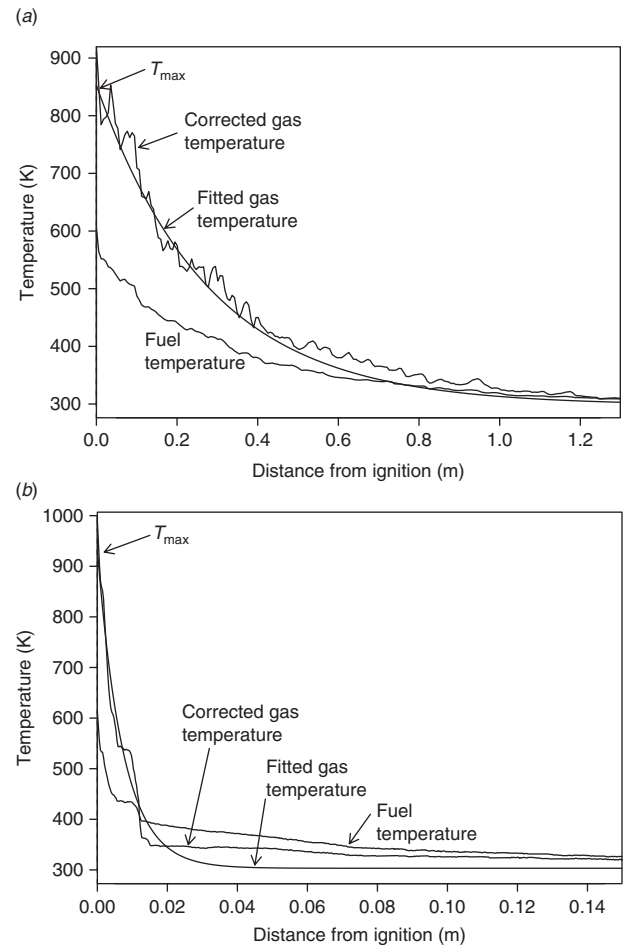 (a)
900
800
700
600
500
400
300
Temperature (K)
Tmax
Corrected gas
temperature
Fitted gas
temperature
Fuel
temperature
0.0 0.2 0.4 0.6 0.8 1.0 1.2
Distance from ignition (m)
(b)
1000
900
800
700
600
500
400
300
Temperature (K)
Tmax
Corrected gas
temperature
Fitted gas
temperature
Fuel
temperature
0.00 0.02 0.04 0.06 0.08 0.10 0.12 0.14
Distance from ignition (m)